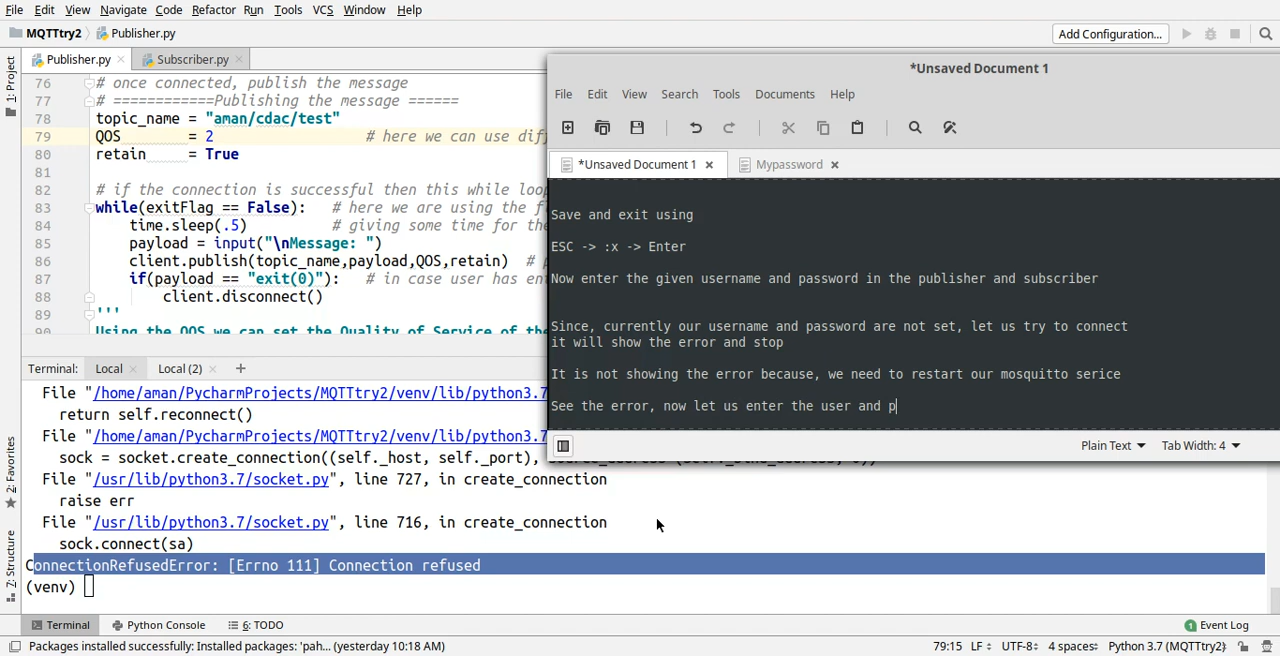 File Edit View Navigate Code Refactor Run Tools VCS Window Help
MQTTtry2 Publisher.py Add Configuration...
Publisher.py Subscriber.py
1: Project
76 # once connected, publish the message
77 # ============Publishing the message ======
78 topic_name = "aman/cdac/test"
79 QOS = 2 # here we can use dif
80 retain = True
81
82 # if the connection is successful then this while loop
83 while(exitFlag == False): # here we are using the f
84 time.sleep(.5) # giving some time for the
85 payload = input("\nMessage: ")
86 client.publish(topic_name,payload,QOS,retain) # p
87 if(payload == "exit(0)"): # in case user has en
88 client.disconnect()
89 '''
90 Using the QOS we can set the Quality of Service of the
*Unsaved Document 1
File Edit View Search Tools Documents Help
*Unsaved Document 1 Mypassword
Save and exit using
ESC -> :x -> Enter
Now enter the given username and password in the publisher and subscriber
Since, currently our username and password are not set, let us try to connect
it will show the error and stop
It is not showing the error because, we need to restart our mosquitto serice
See the error, now let us enter the user and p
Plain Text Tab Width: 4
Terminal: Local Local (2) +
File "/home/aman/PycharmProjects/MQTTtry2/venv/lib/python3.7
return self.reconnect()
File "/home/aman/PycharmProjects/MQTTtry2/venv/lib/python3.7
sock = socket.create_connection((self._host, self._port),
File "/usr/lib/python3.7/socket.py", line 727, in create_connection
raise err
File "/usr/lib/python3.7/socket.py", line 716, in create_connection
sock.connect(sa)
ConnectionRefusedError: [Errno 111] Connection refused
(venv)
2: Favorites
7: Structure
Terminal Python Console 6: TODO 1 Event Log
Packages installed successfully: Installed packages: 'pah... (yesterday 10:18 AM) 79:15 LF UTF-8 4 spaces Python 3.7 (MQTTtry2)